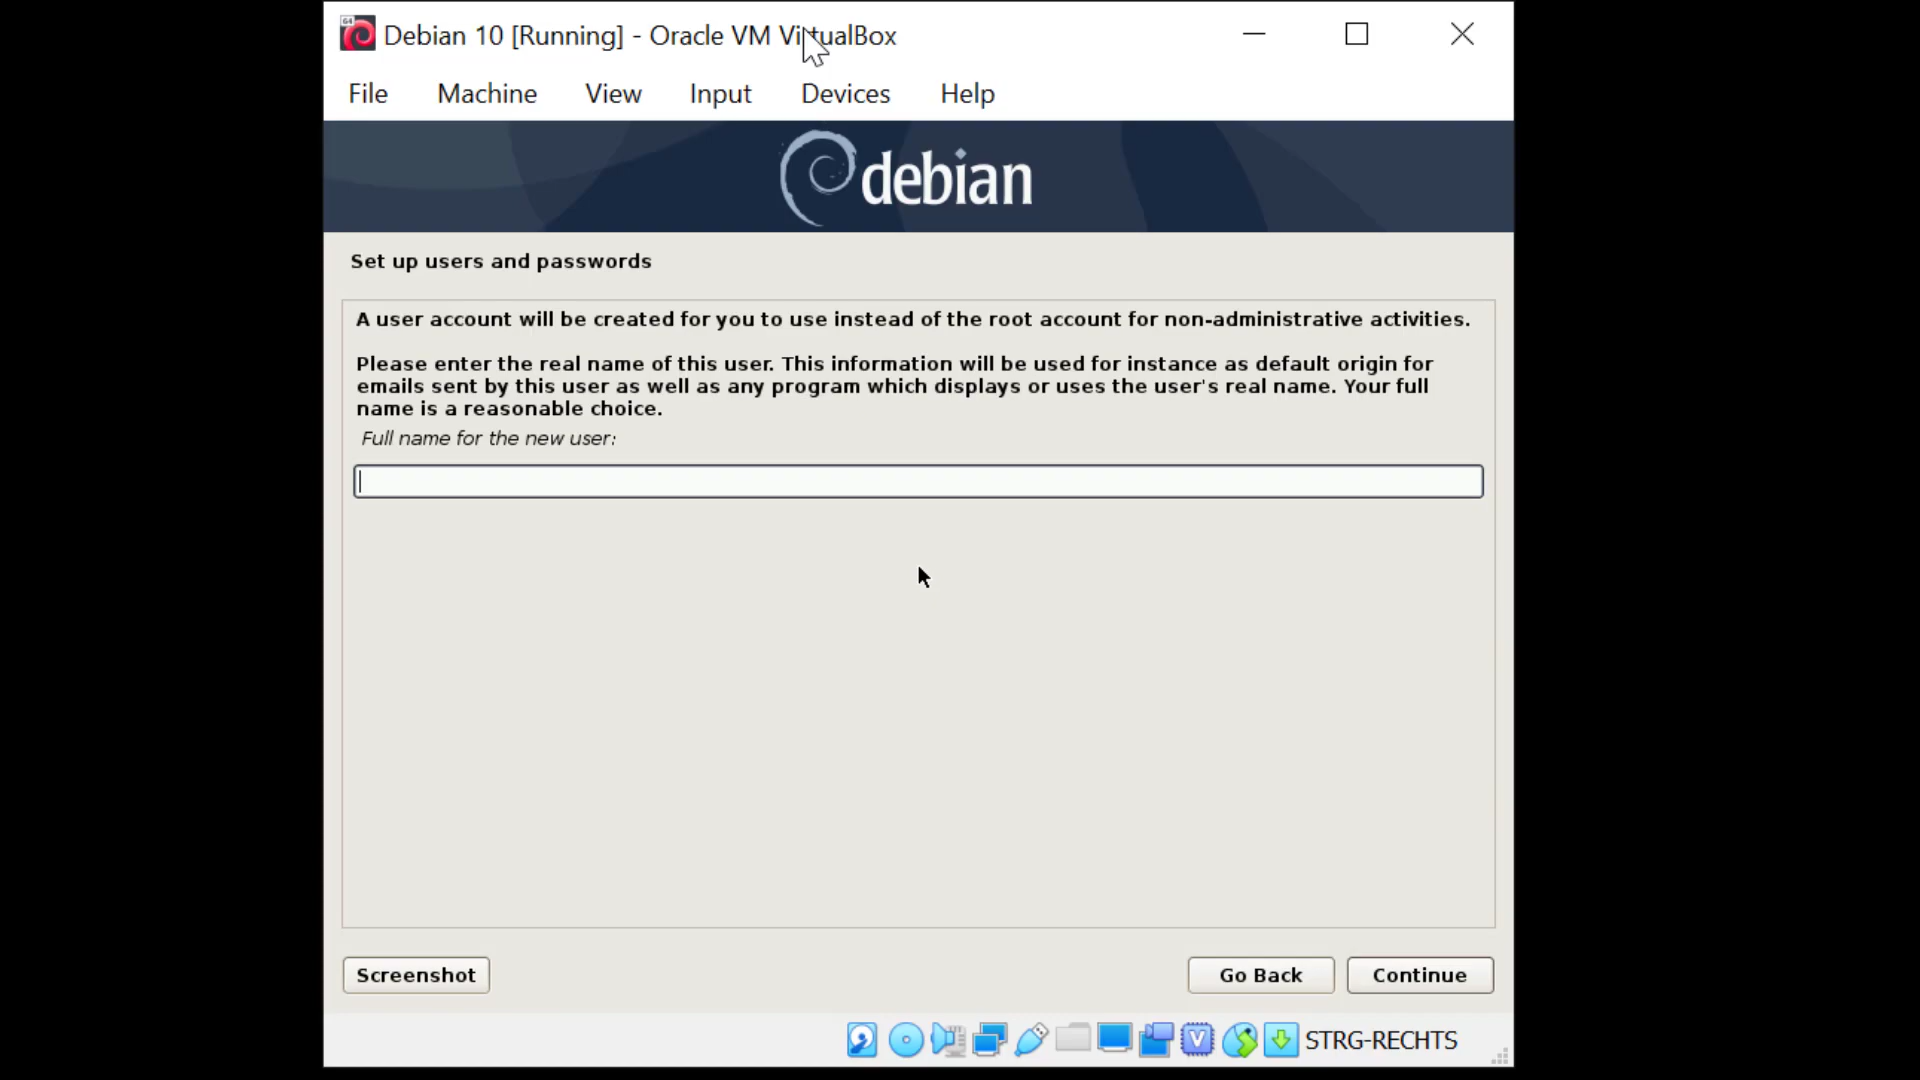 Debian 10 [Running] - Oracle VM VirtualBox
File Machine View Input Devices Help
debian
Set up users and passwords
A user account will be created for you to use instead of the root account for non-administrative activities.
Please enter the real name of this user. This information will be used for instance as default origin for
emails sent by this user as well as any program which displays or uses the user's real name. Your full
name is a reasonable choice.
Full name for the new user:
Screenshot Go Back Continue
STRG-RECHTS